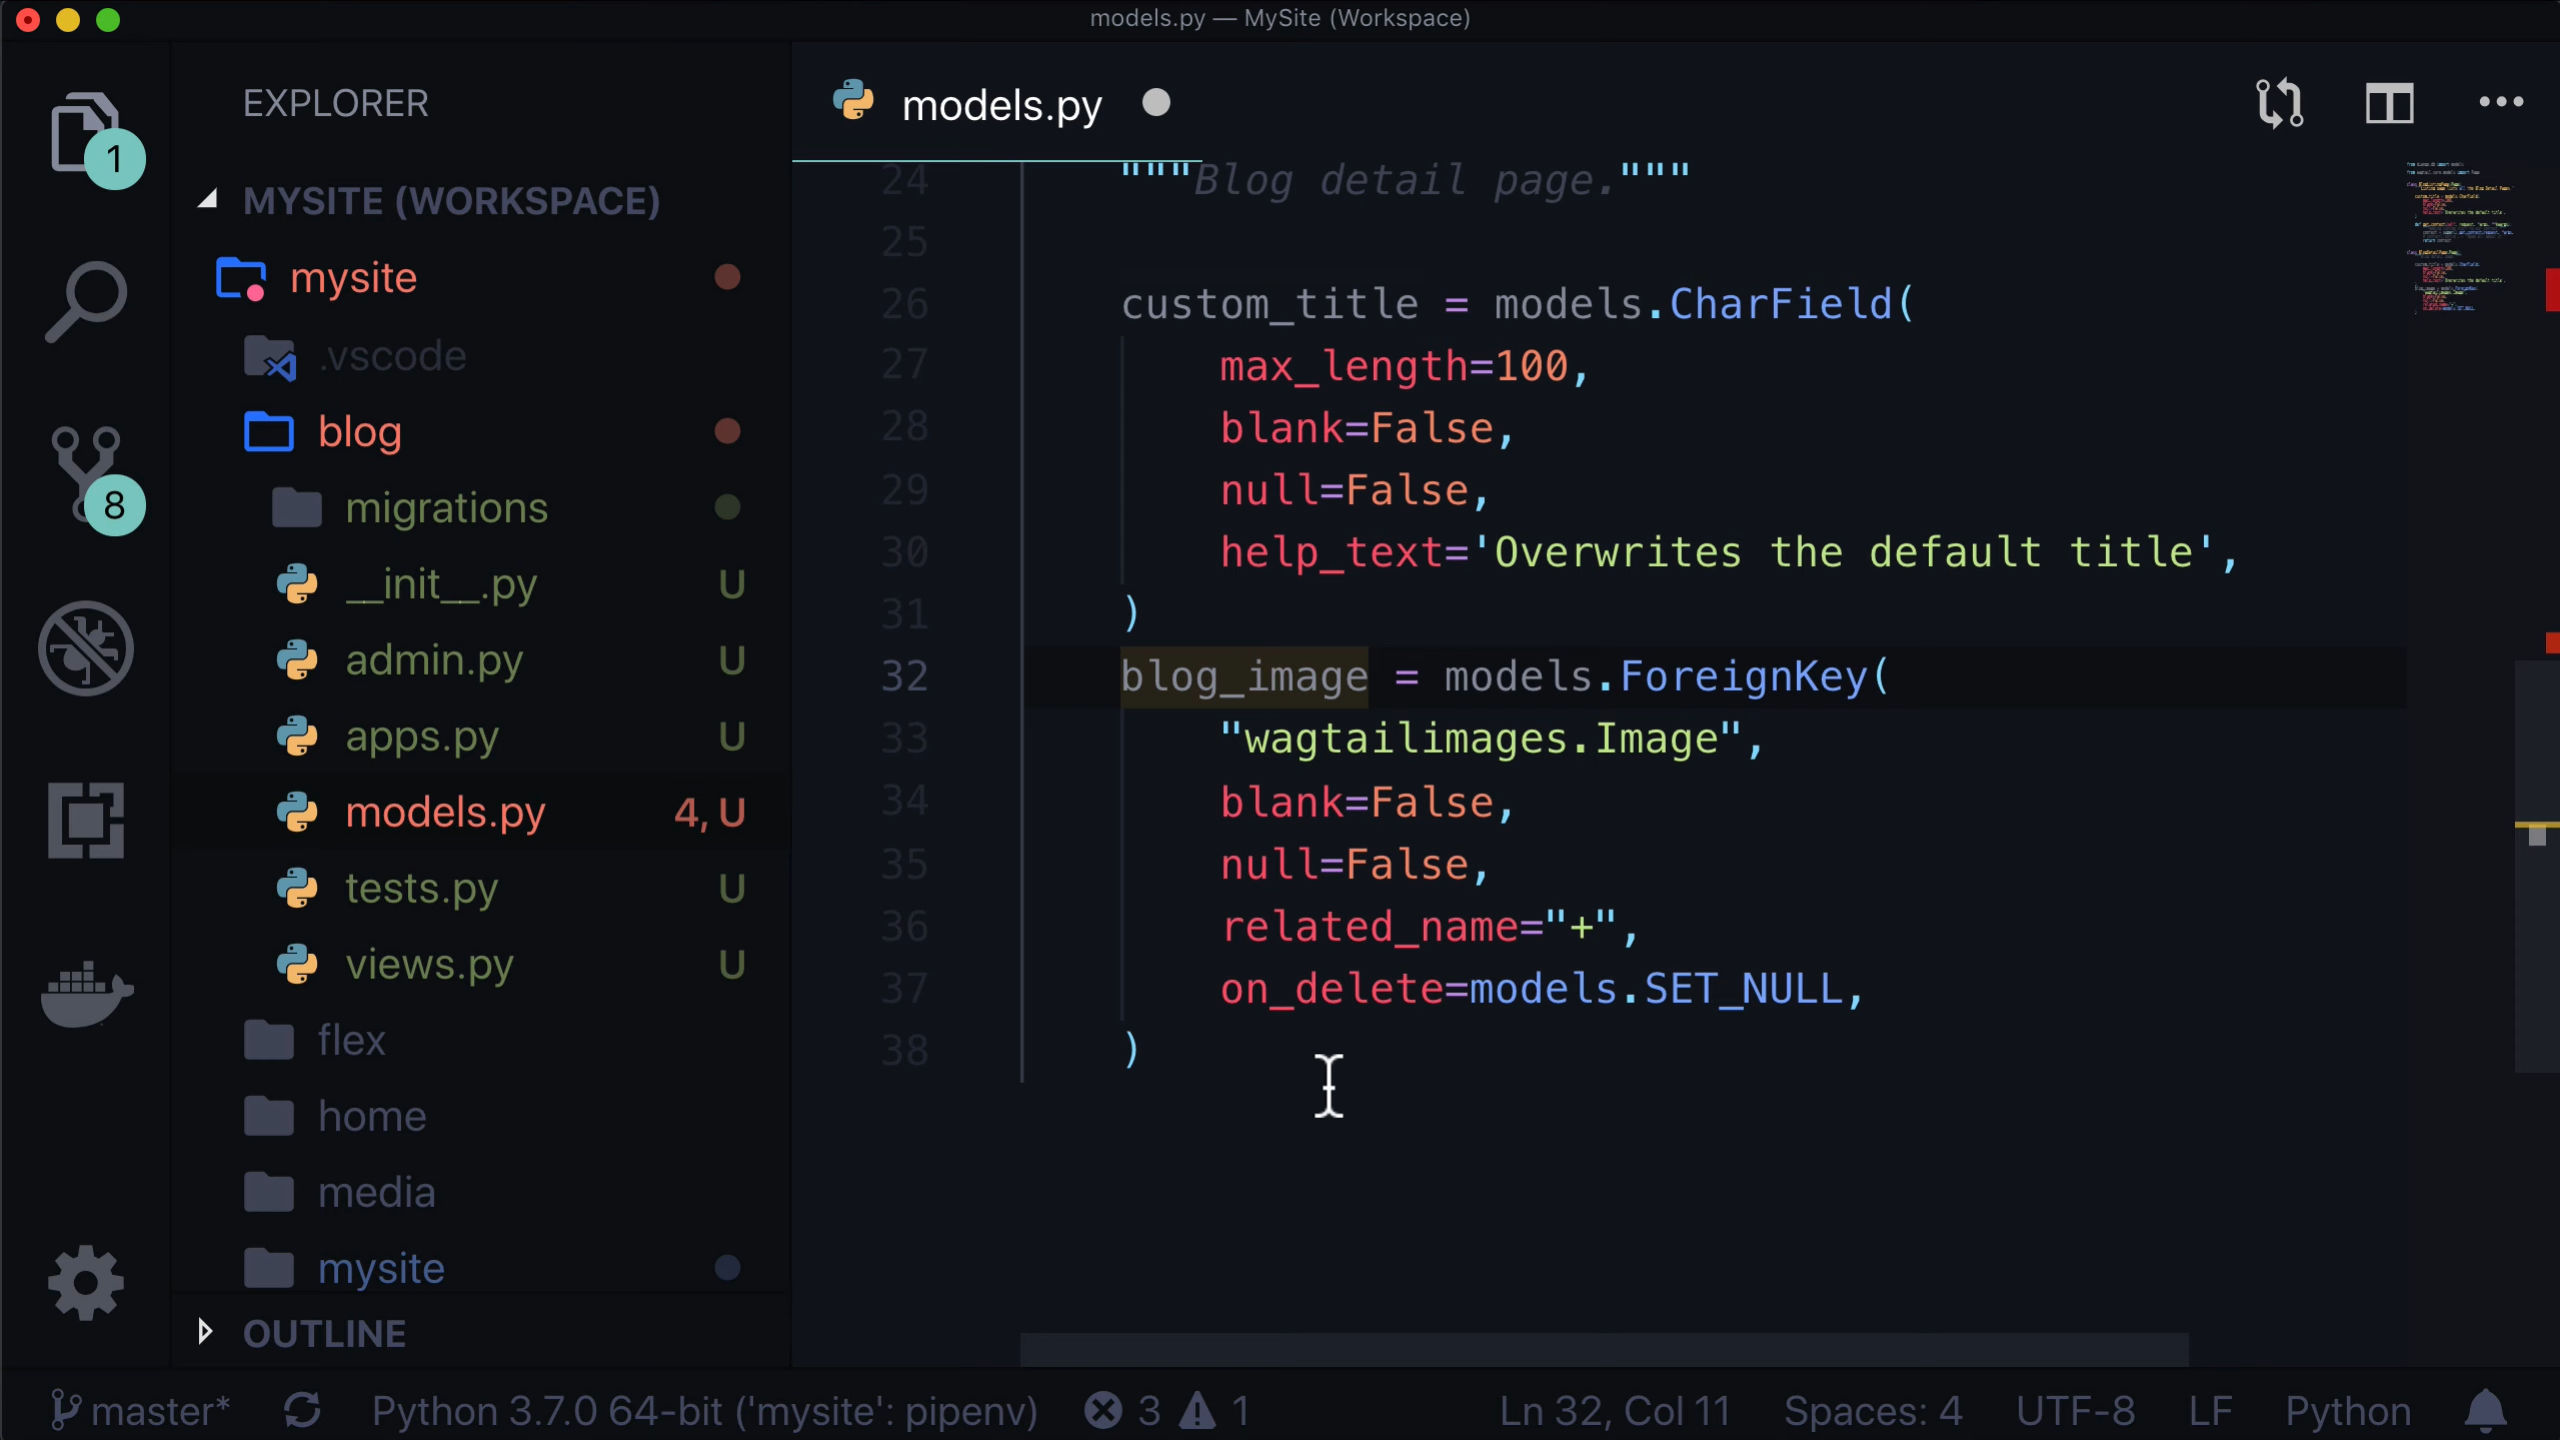 models.py — MySite (Workspace)
EXPLORER
models.py
1
MYSITE (WORKSPACE)
mysite
.vscode
blog
8
migrations
__init__.py U
admin.py U
apps.py U
models.py 4, U
tests.py U
views.py U
flex
home
media
mysite
OUTLINE
24 """Blog detail page."""
25
26 custom_title = models.CharField(
27 max_length=100,
28 blank=False,
29 null=False,
30 help_text='Overwrites the default title',
31 )
32 blog_image = models.ForeignKey(
33 "wagtailimages.Image",
34 blank=False,
35 null=False,
36 related_name="+",
37 on_delete=models.SET_NULL,
38 )
master* Python 3.7.0 64-bit ('mysite': pipenv) 3 1 Ln 32, Col 11 Spaces: 4 UTF-8 LF Python